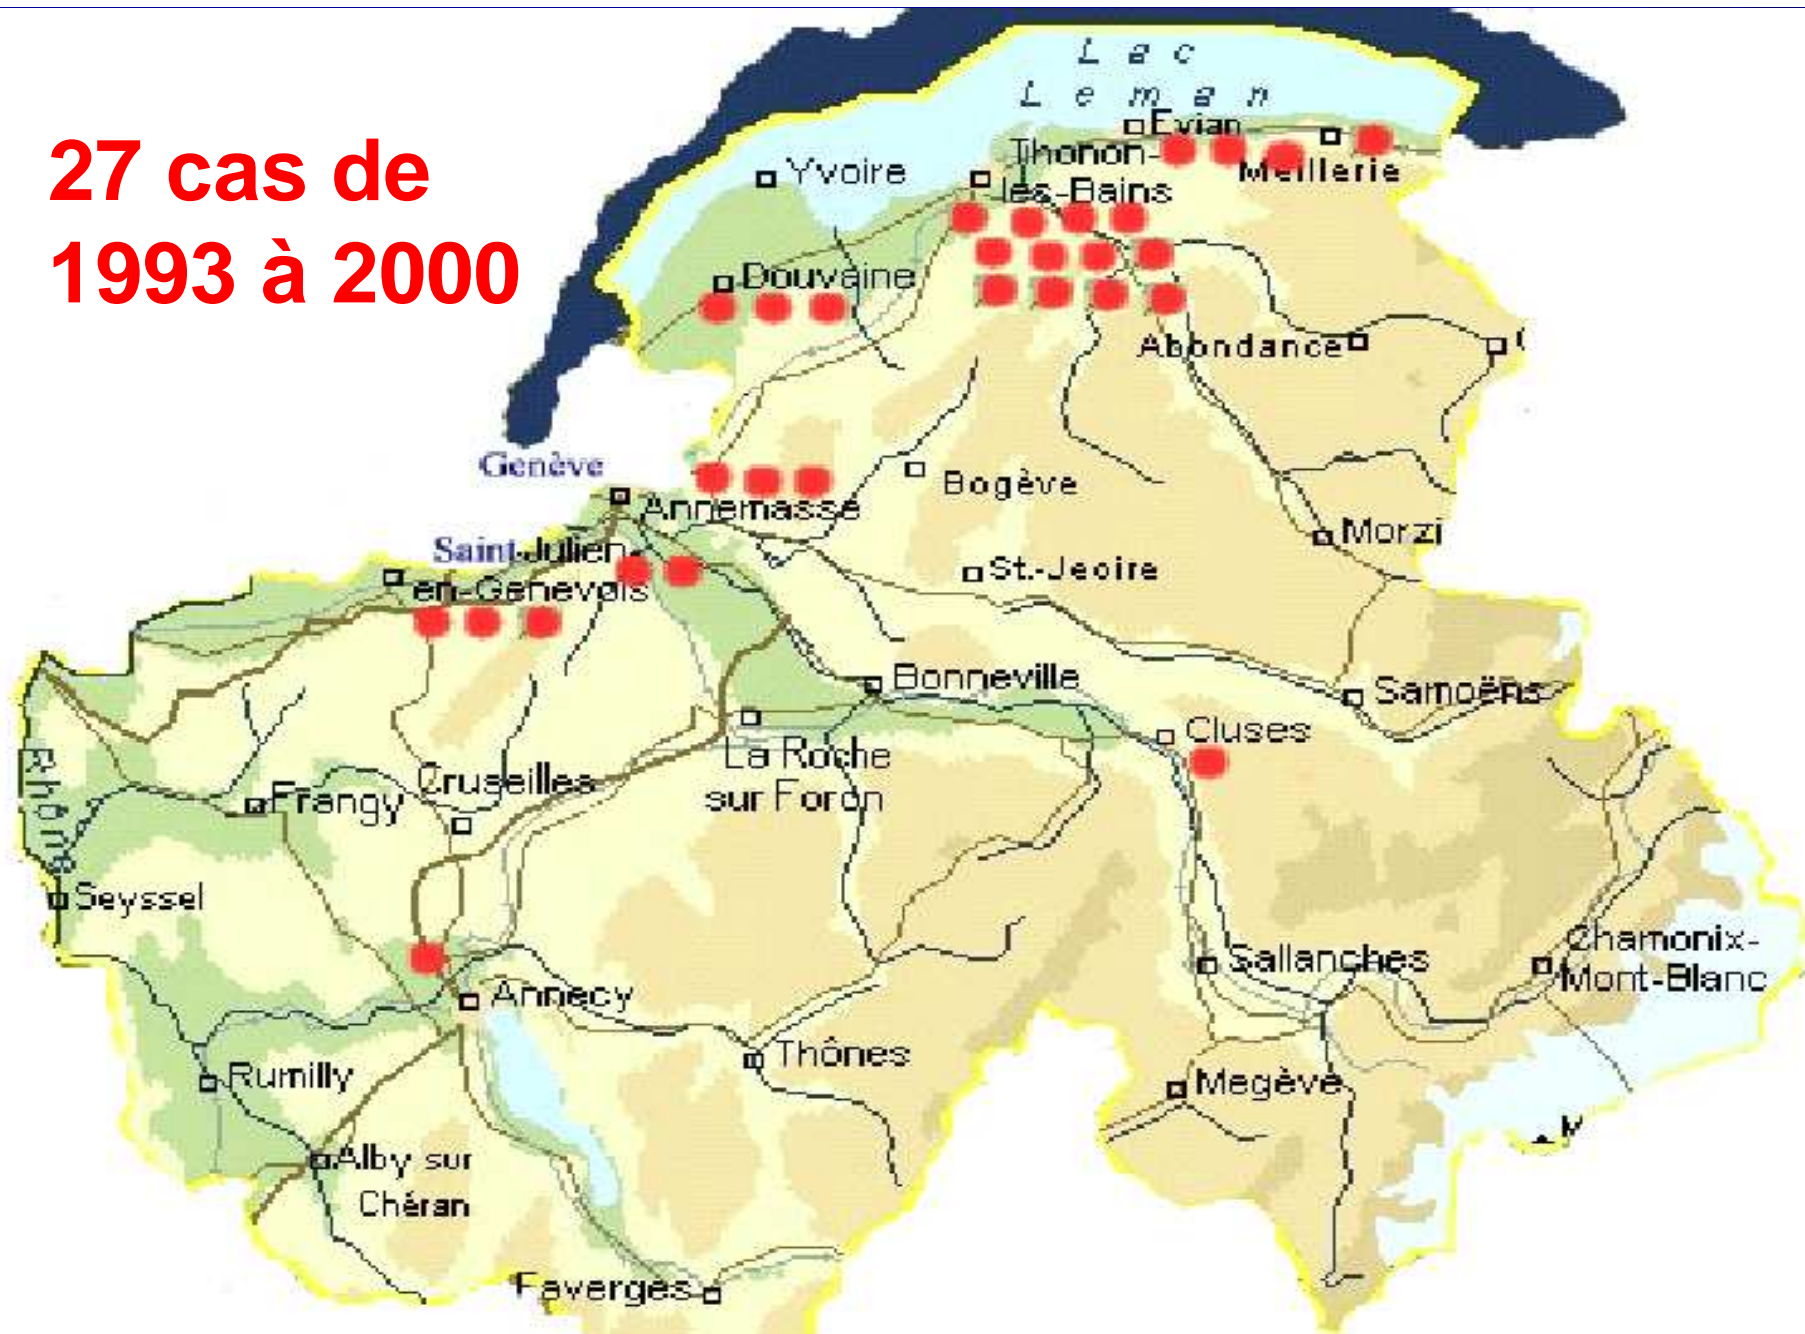 27 cas de
1993 à 2000
Lac
Leman
Evian
Thonon-
les-Bains
Meillerie
Yvoire
Douvaine
Abondance
Genève
Annemasse
Bogève
Morzi
Saint-Julien
en-Genevois
St.-Jeoire
Bonneville
Samoëns
Cluses
La Roche
sur Foron
Rhône
Cruseilles
Frangy
Seyssel
Sallanches
Chamonix-
Mont-Blanc
Annecy
Thônes
Rumilly
Megève
M
Alby sur
Chéran
Faverges